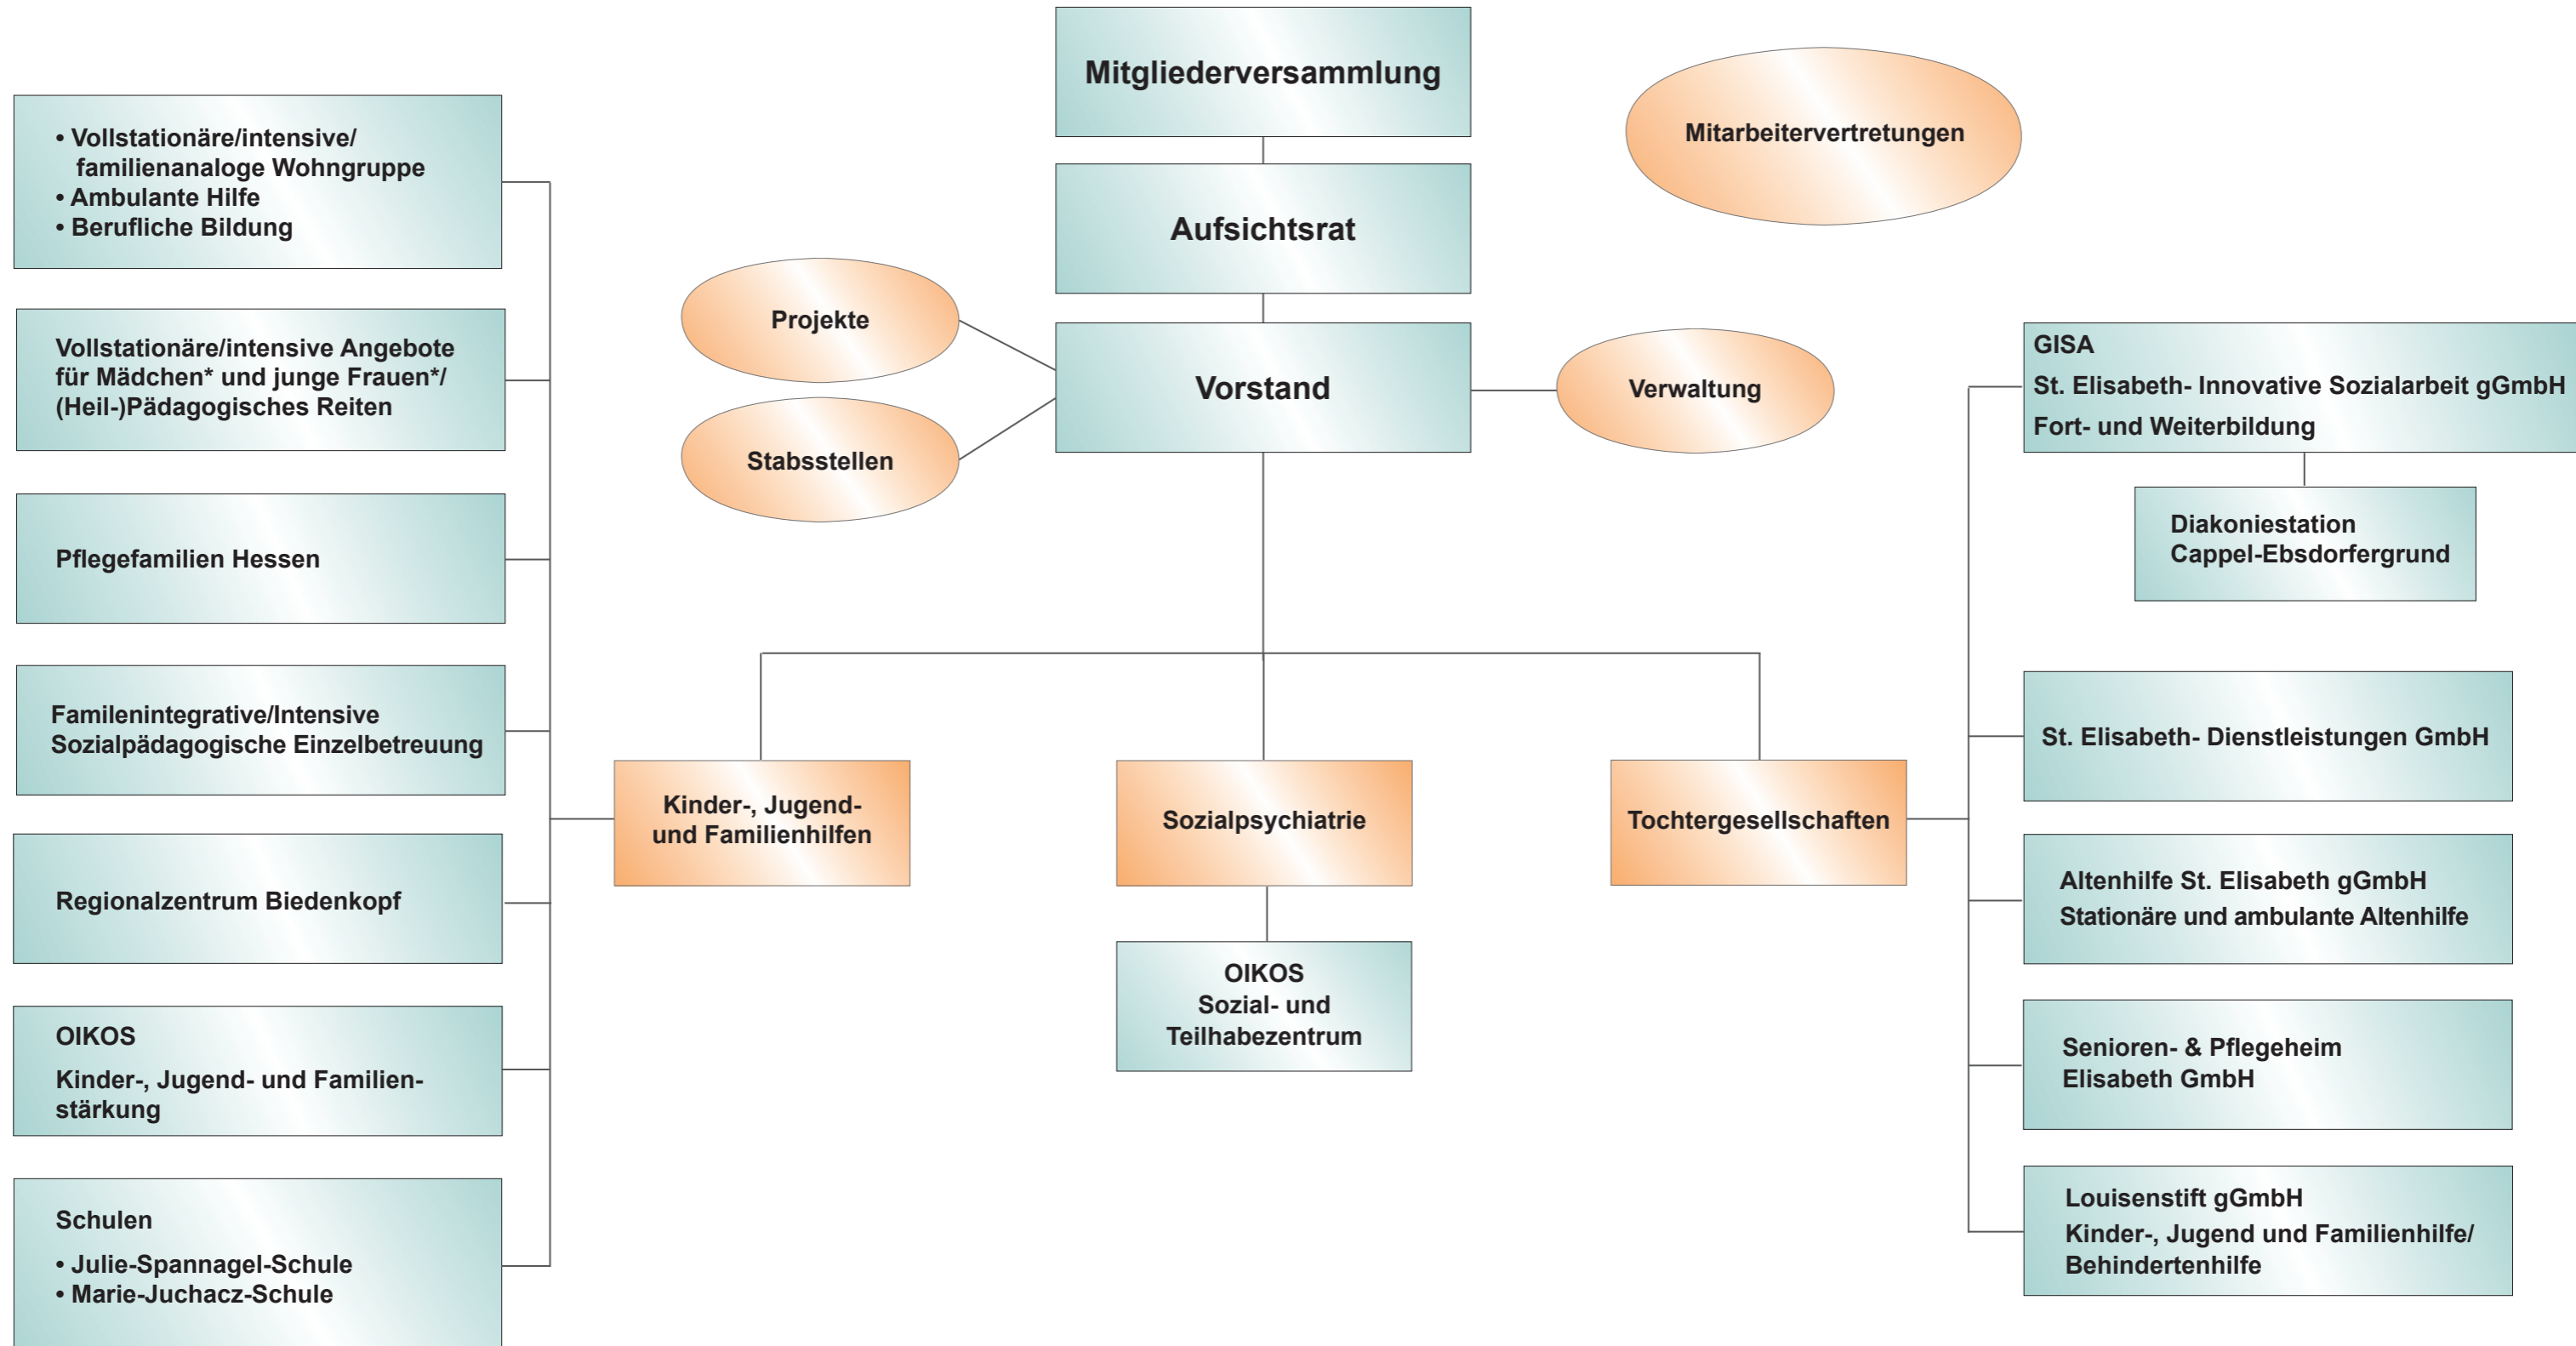 Mitgliederversammlung
Aufsichtsrat
Vorstand
Mitarbeitervertretungen
Projekte
Stabsstellen
Verwaltung
• Vollstationäre/intensive/
familienanaloge Wohngruppe
• Ambulante Hilfe
• Berufliche Bildung
Vollstationäre/intensive Angebote
für Mädchen* und junge Frauen*/
(Heil-)Pädagogisches Reiten
Pflegefamilien Hessen
Familenintegrative/Intensive
Sozialpädagogische Einzelbetreuung
Regionalzentrum Biedenkopf
OIKOS
Kinder-, Jugend- und Familien-
stärkung
Schulen
• Julie-Spannagel-Schule
• Marie-Juchacz-Schule
Kinder-, Jugend-
und Familienhilfen
Sozialpsychiatrie
OIKOS
Sozial- und
Teilhabezentrum
Tochtergesellschaften
GISA
St. Elisabeth- Innovative Sozialarbeit gGmbH
Fort- und Weiterbildung
Diakoniestation
Cappel-Ebsdorfergrund
St. Elisabeth- Dienstleistungen GmbH
Altenhilfe St. Elisabeth gGmbH
Stationäre und ambulante Altenhilfe
Senioren- & Pflegeheim
Elisabeth GmbH
Louisenstift gGmbH
Kinder-, Jugend und Familienhilfe/
Behindertenhilfe